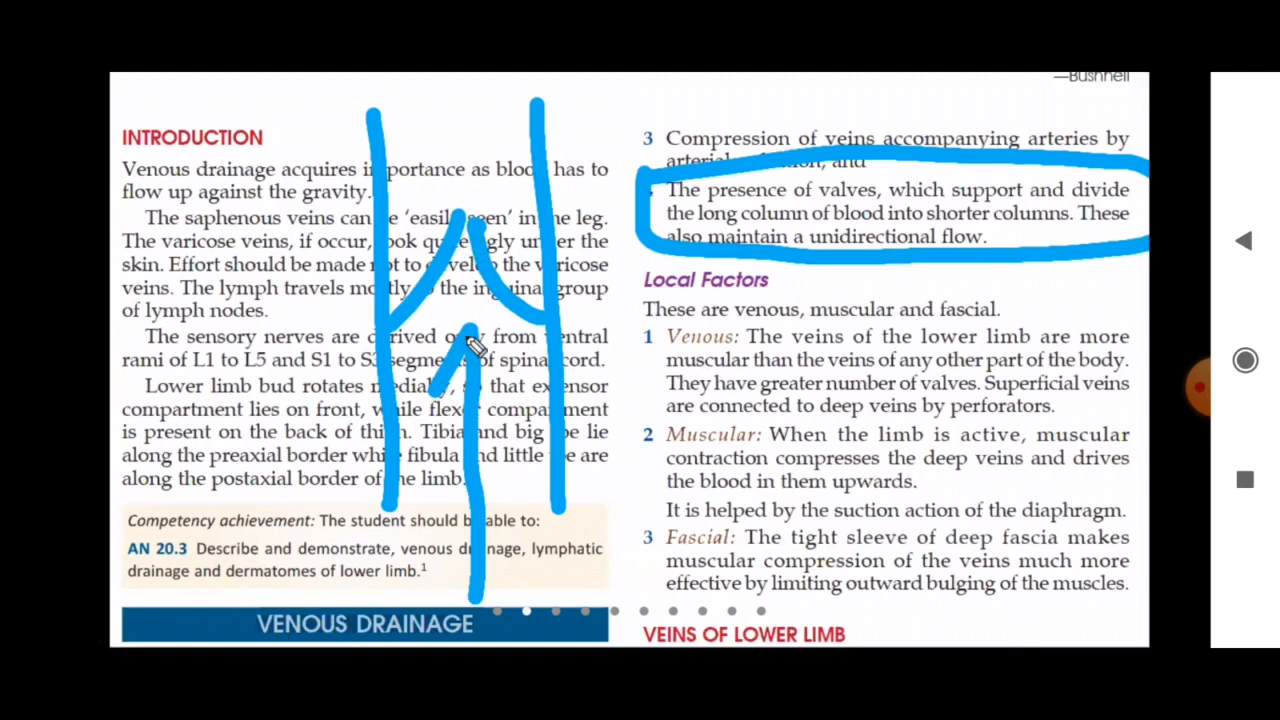 —Bushnell
INTRODUCTION
Venous drainage acquires importance as blood has to
flow up against the gravity.
The saphenous veins can be ‘easily seen’ in the leg.
The varicose veins, if occur, look quite ugly under the
skin. Effort should be made not to develop the varicose
veins. The lymph travels mostly to the inguinal group
of lymph nodes.
The sensory nerves are derived only from ventral
rami of L1 to L5 and S1 to S3 segments of spinal cord.
Lower limb bud rotates medially, so that extensor
compartment lies on front, while flexor compartment
is present on the back of thigh. Tibia and big toe lie
along the preaxial border while fibula and little toe are
along the postaxial border of the limb.
Competency achievement: The student should be able to:
AN 20.3 Describe and demonstrate, venous drainage, lymphatic
drainage and dermatomes of lower limb.¹
VENOUS DRAINAGE
3 Compression of veins accompanying arteries by
arterial pulsation, and
The presence of valves, which support and divide
the long column of blood into shorter columns. These
also maintain a unidirectional flow.
Local Factors
These are venous, muscular and fascial.
1 Venous: The veins of the lower limb are more
muscular than the veins of any other part of the body.
They have greater number of valves. Superficial veins
are connected to deep veins by perforators.
2 Muscular: When the limb is active, muscular
contraction compresses the deep veins and drives
the blood in them upwards.
It is helped by the suction action of the diaphragm.
3 Fascial: The tight sleeve of deep fascia makes
muscular compression of the veins much more
effective by limiting outward bulging of the muscles.
VEINS OF LOWER LIMB